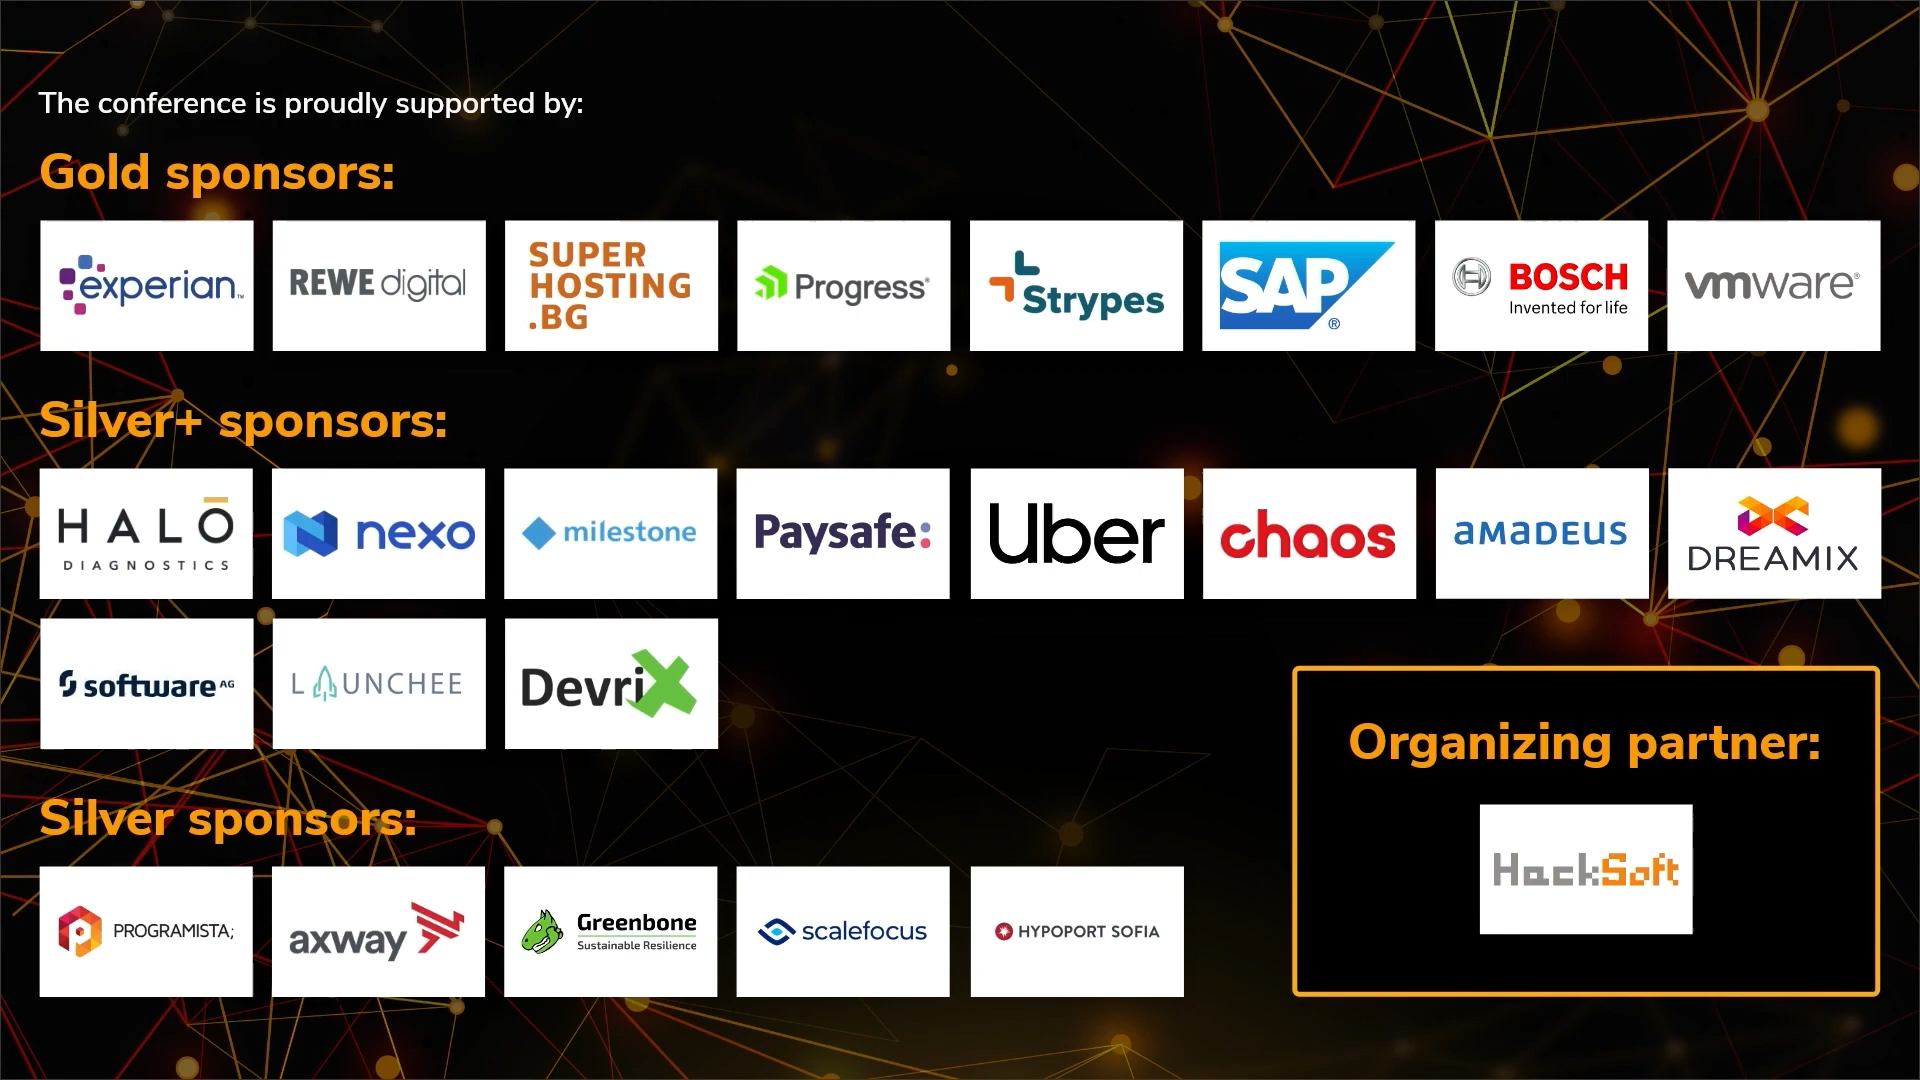 The conference is proudly supported by:
Gold sponsors:
experian™
REWE digital
SUPER
HOSTING
.BG
Progress®
Strypes
SAP®
BOSCH
Invented for life
vmware®
Silver+ sponsors:
HALŌ
DIAGNOSTICS
nexo
milestone
Paysafe:
Uber
chaos
amaDEUS
DREAMIX
software AG
LAUNCHEE
DevriX
Organizing partner:
HackSoft
Silver sponsors:
PROGRAMISTA;
axway
Greenbone
Sustainable Resilience
scalefocus
HYPOPORT SOFIA